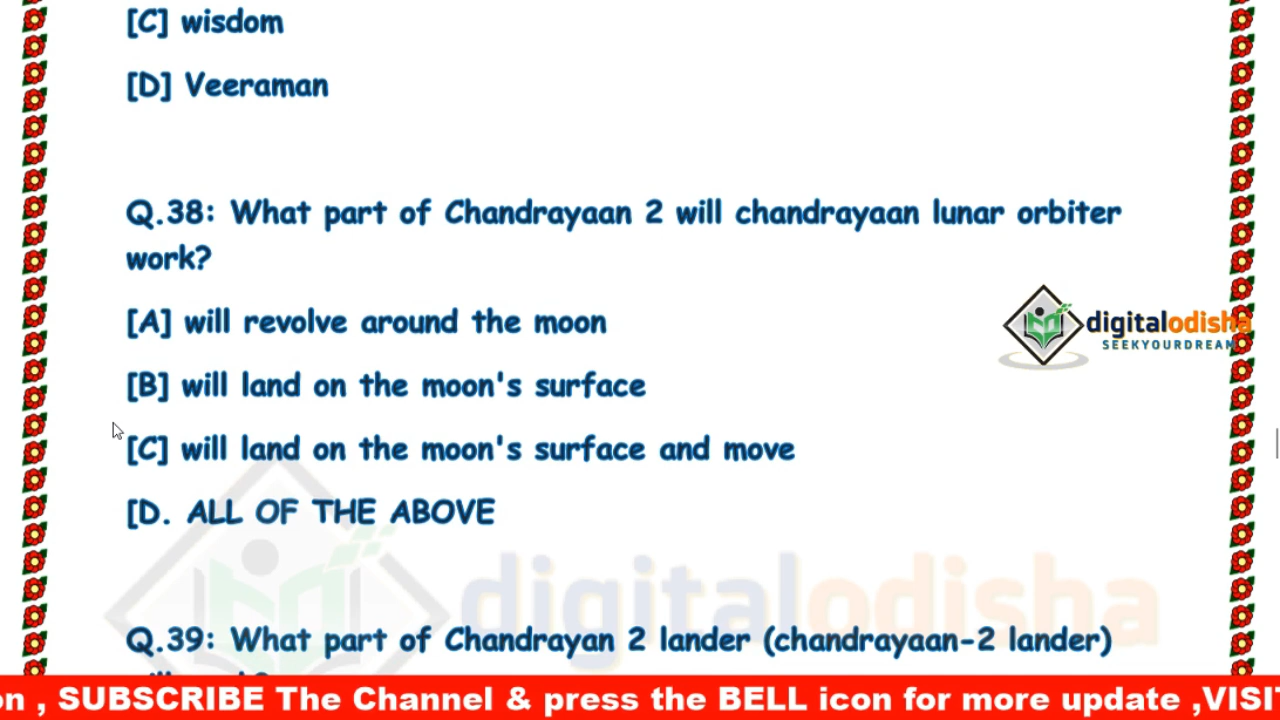 [C] wisdom
[D] Veeraman
Q.38: What part of Chandrayaan 2 will chandrayaan lunar orbiter
work?
[A] will revolve around the moon
digitalodisha
SEEKYOURDREAM
[B] will land on the moon's surface
[C] will land on the moon's surface and move
[D. ALL OF THE ABOVE
digitalodisha
Q.39: What part of Chandrayan 2 lander (chandrayaan-2 lander)
on , SUBSCRIBE The Channel & press the BELL icon for more update ,VISIT